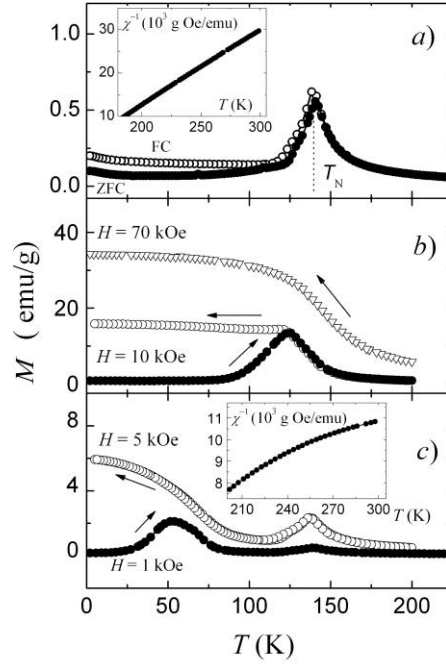 1.0
0.5
0.0
χ⁻¹ (10³ g Oe/emu)
30
20
10
200 250 300
T (K)
a)
FC
ZFC
T_N
M ( emu/g)
40
20
0
H = 70 kOe
b)
H = 10 kOe
6
3
0
H = 5 kOe
χ⁻¹ (10³ g Oe/emu)
11
10
9
8
210 240 270 300
T (K)
c)
H = 1 kOe
0 50 100 150 200
T (K)